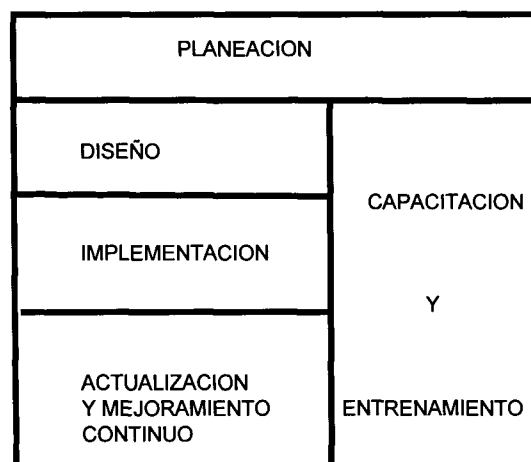 PLANEACION
DISEÑO
IMPLEMENTACION
ACTUALIZACION
Y MEJORAMIENTO
CONTINUO
CAPACITACION
Y
ENTRENAMIENTO